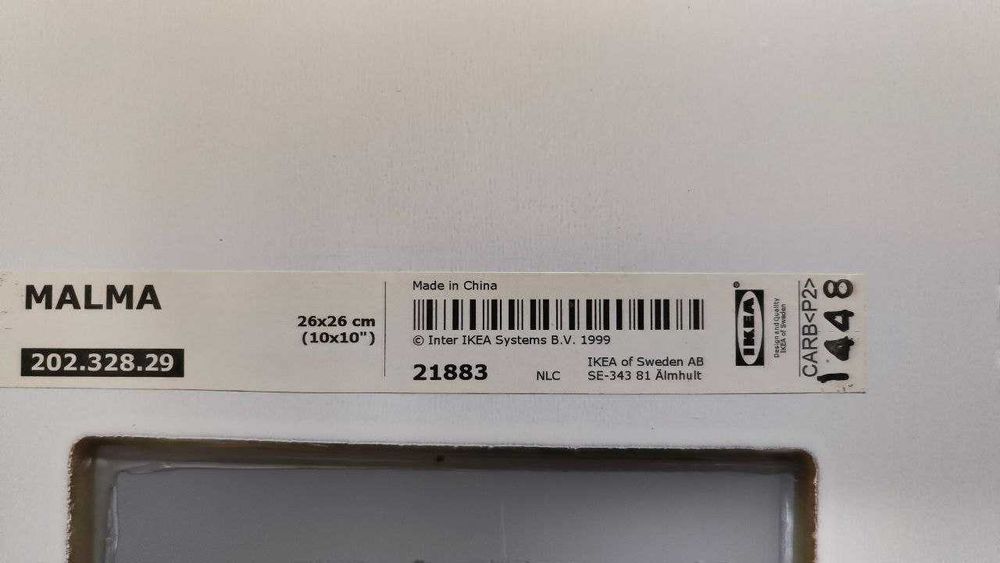 MALMA
26x26 cm
(10x10")
202.328.29
Made in China
© Inter IKEA Systems B.V. 1999
21883
NLC
IKEA of Sweden AB
SE-343 81 Älmhult
IKEA®
Design and Quality
IKEA of Sweden
CARB<P2>
1448